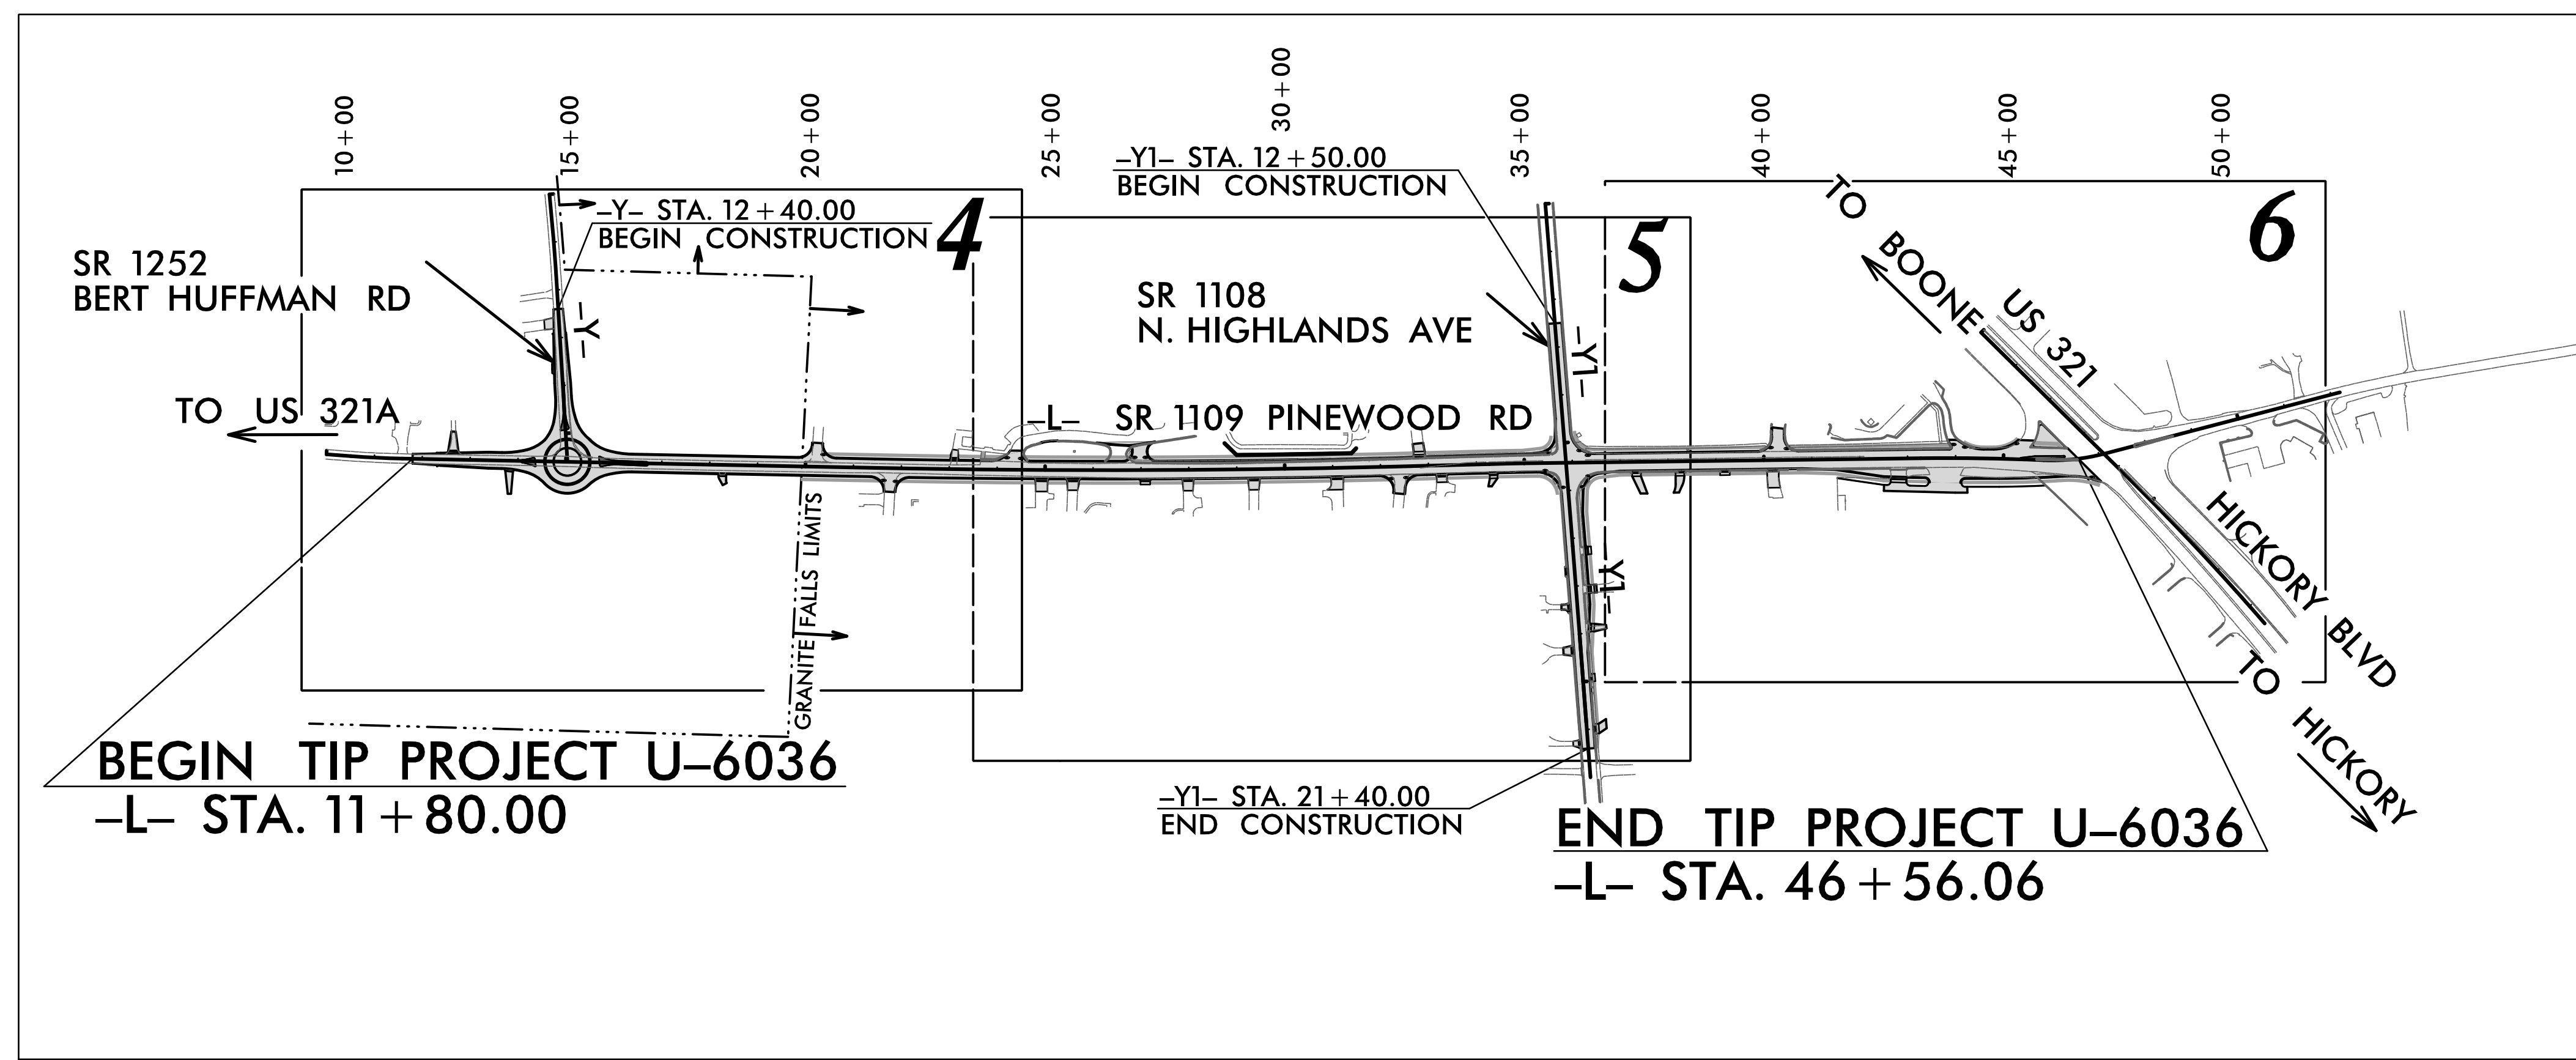 10+00
15+00
20+00
25+00
30+00
35+00
40+00
45+00
50+00
–Y1– STA. 12+50.00
BEGIN CONSTRUCTION
–Y– STA. 12+40.00
BEGIN CONSTRUCTION
4
5
6
SR 1252
BERT HUFFMAN RD
–Y–
SR 1108
N. HIGHLANDS AVE
–Y1–
TO BOONE
US 321
TO US 321A
–L– SR 1109 PINEWOOD RD
GRANITE FALLS LIMITS
–Y1–
HICKORY BLVD
TO HICKORY
BEGIN TIP PROJECT U–6036
–L– STA. 11+80.00
–Y1– STA. 21+40.00
END CONSTRUCTION
END TIP PROJECT U–6036
–L– STA. 46+56.06